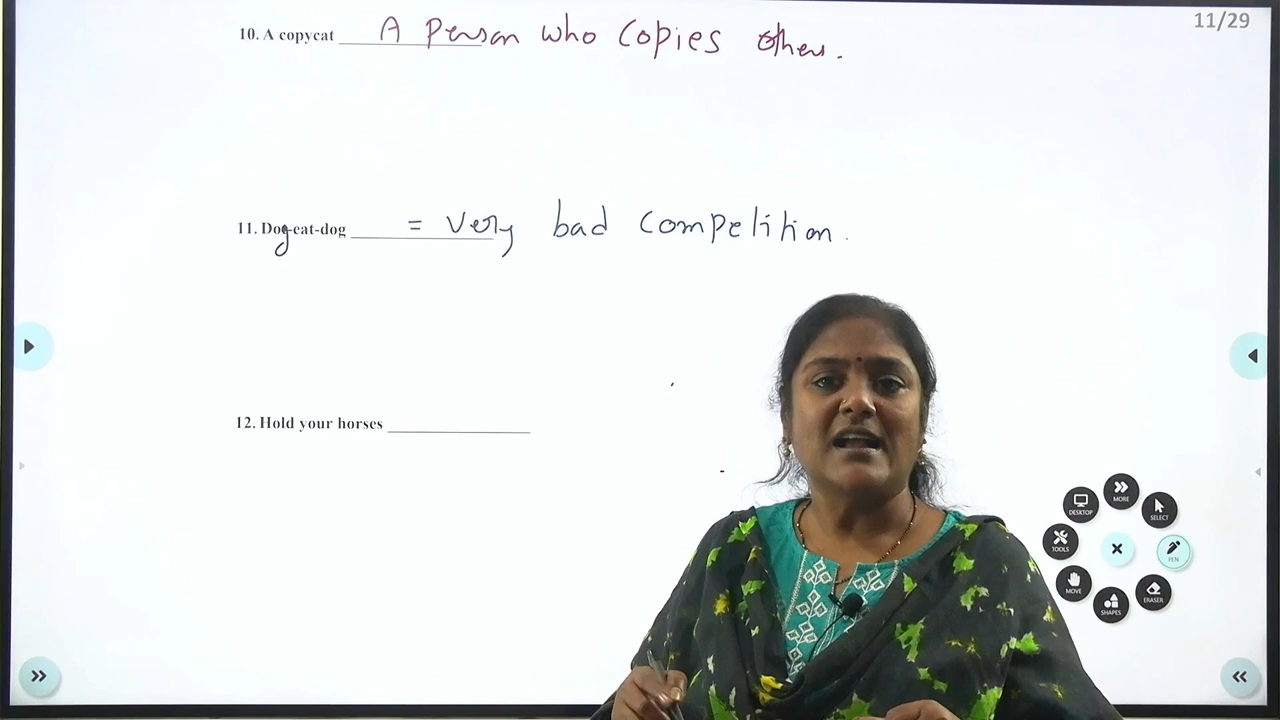 11/29
10. A copycat A person who copies others.
11. Dog-eat-dog = very bad competition.
12. Hold your horses
DESKTOP
MORE
SELECT
TOOLS
PEN
MOVE
SHAPES
ERASER